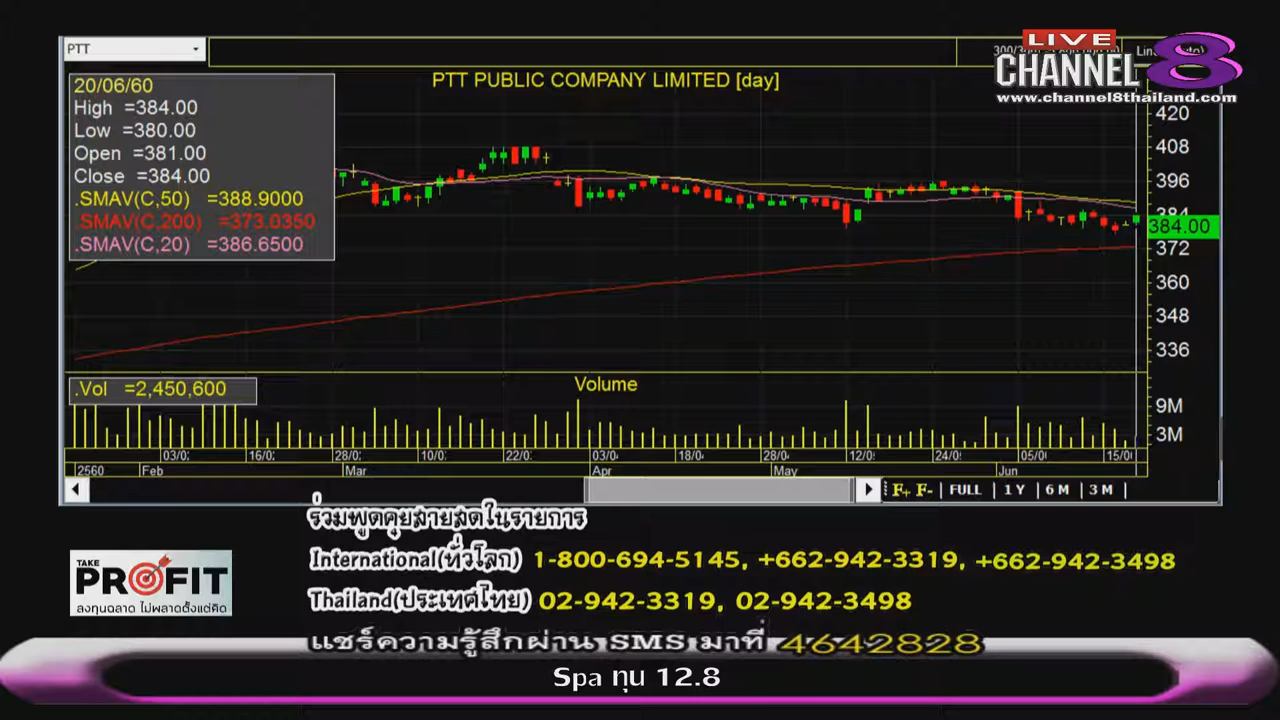 PTT
LIVE
CHANNEL 8
www.channel8thailand.com
PTT PUBLIC COMPANY LIMITED [day]
20/06/60
High =384.00
Low =380.00
Open =381.00
Close =384.00
.SMAV(C,50) =388.9000
.SMAV(C,200) =373.0350
.SMAV(C,20) =386.6500
420
408
396
384
384.00
372
360
348
336
.Vol =2,450,600
Volume
9M
3M
03/0 16/0 28/0 10/0 22/0 03/0 18/0 28/0 12/0 24/0 05/0 15/0
2560 Feb Mar Apr May Jun
F+ F- FULL 1 Y 6 M 3 M
ร่วมพูดคุยสายสดในรายการ
International(ทั่วโลก) 1-800-694-5145, +662-942-3319, +662-942-3498
Thailand(ประเทศไทย) 02-942-3319, 02-942-3498
แชร์ความรู้สึกผ่าน SMS มาที่ 4642828
TAKE
PROFIT
ลงทุนฉลาด ไม่พลาดตั้งแต่คิด
Spa ทุน 12.8